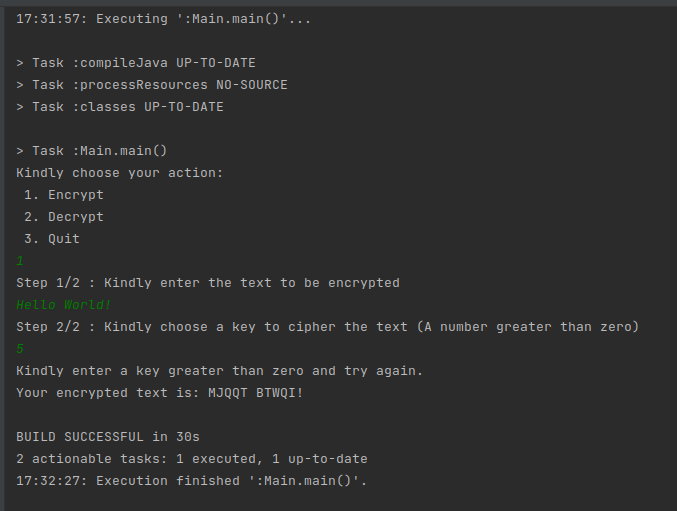 17:31:57: Executing ':Main.main()'...
> Task :compileJava UP-TO-DATE
> Task :processResources NO-SOURCE
> Task :classes UP-TO-DATE
> Task :Main.main()
Kindly choose your action:
1. Encrypt
2. Decrypt
3. Quit
1
Step 1/2 : Kindly enter the text to be encrypted
Hello World!
Step 2/2 : Kindly choose a key to cipher the text (A number greater than zero)
5
Kindly enter a key greater than zero and try again.
Your encrypted text is: MJQQT BTWQI!
BUILD SUCCESSFUL in 30s
2 actionable tasks: 1 executed, 1 up-to-date
17:32:27: Execution finished ':Main.main()'.